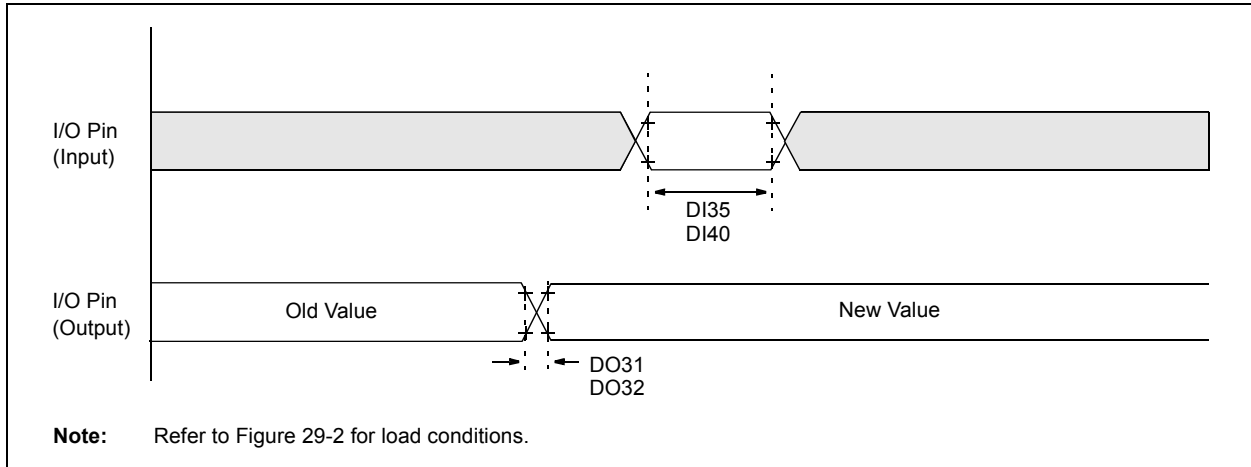 I/O Pin
(Input)
DI35
DI40
I/O Pin
(Output)
Old Value
New Value
DO31
DO32
Note: Refer to Figure 29-2 for load conditions.